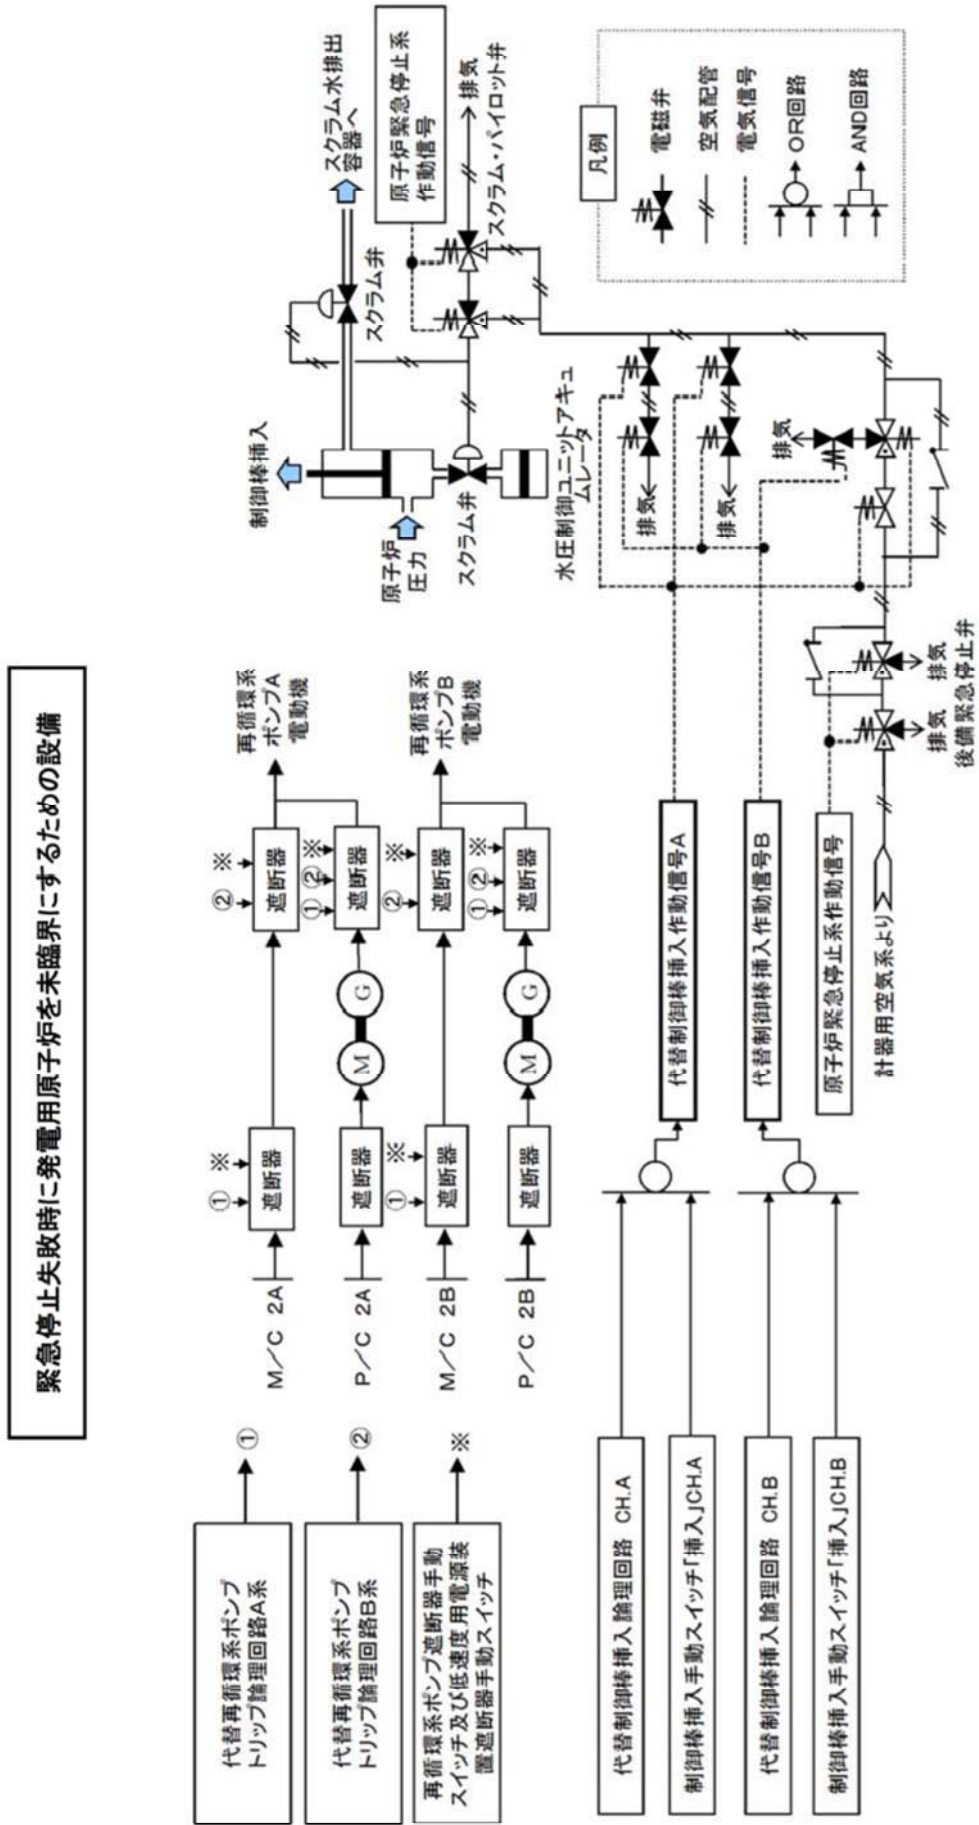 緊急停止失敗時に発電用原子炉を未臨界にするための設備
代替再循環系ポンプ
トリップ論理回路A系
①
代替再循環系ポンプ
トリップ論理回路B系
②
再循環系ポンプ遮断器手動
スイッチ及び低速度用電源装
置遮断器手動スイッチ
※
M/C 2A
① ※
遮断器
② ※
遮断器
再循環系
ポンプA
電動機
P/C 2A
遮断器
M
G
① ② ※
遮断器
M/C 2B
① ※
遮断器
② ※
遮断器
再循環系
ポンプB
電動機
P/C 2B
遮断器
M
G
① ② ※
遮断器
代替制御棒挿入論理回路 CH.A
制御棒挿入手動スイッチ「挿入」CH.A
代替制御棒挿入論理回路 CH.B
制御棒挿入手動スイッチ「挿入」CH.B
代替制御棒挿入作動信号A
代替制御棒挿入作動信号B
原子炉緊急停止系作動信号
計器用空気系より
排気
排気
後備緊急停止弁
制御棒挿入
原子炉
圧力
スクラム弁
水圧制御ユニットアキュ
ムレータ
排気
排気
排気
スクラム弁
スクラム水排出
容器へ
原子炉緊急停止系
作動信号
排気
スクラム・パイロット弁
凡例
電磁弁
空気配管
電気信号
OR回路
AND回路